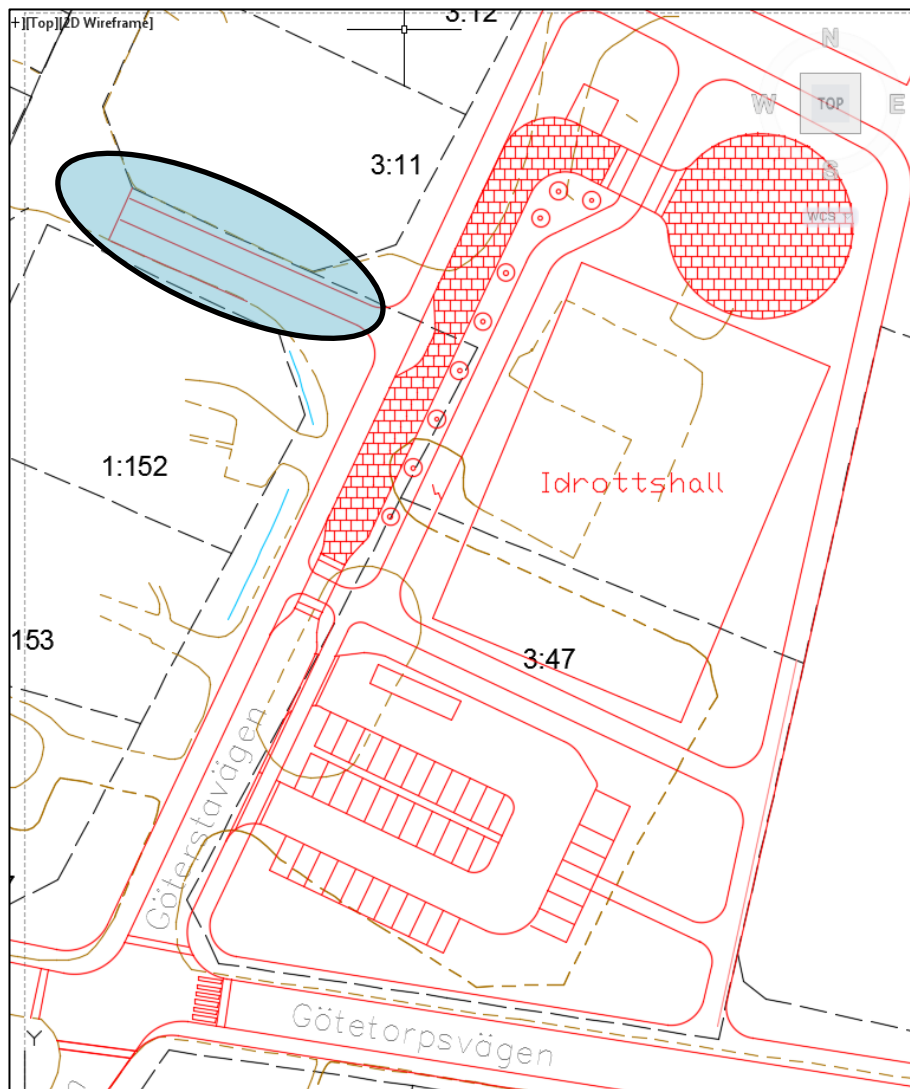 +][Top][2D Wireframe]
3:12
N
W
TOP
E
S
WCS
3:11
1:152
Idrottshall
153
3:47
Göterstavägen
Götetorpsvägen
Y